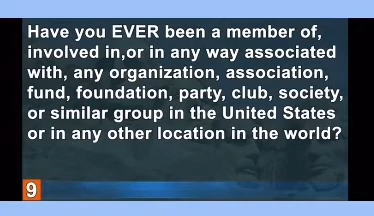 Have you EVER been a member of,
involved in,or in any way associated
with, any organization, association,
fund, foundation, party, club, society,
or similar group in the United States
or in any other location in the world?
9